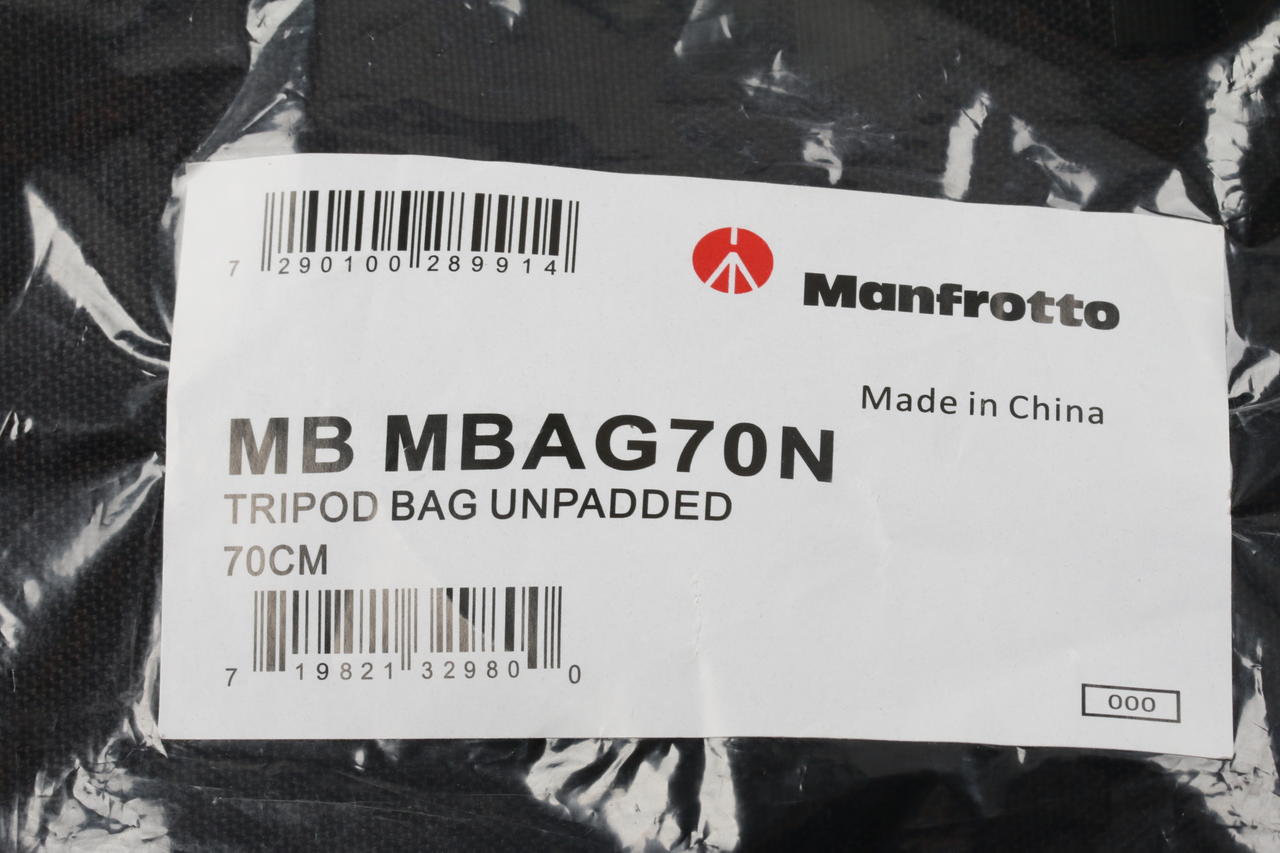 7 290100 289914
Manfrotto
Made in China
MB MBAG70N
TRIPOD BAG UNPADDED
70CM
7 19821 32980 0
000